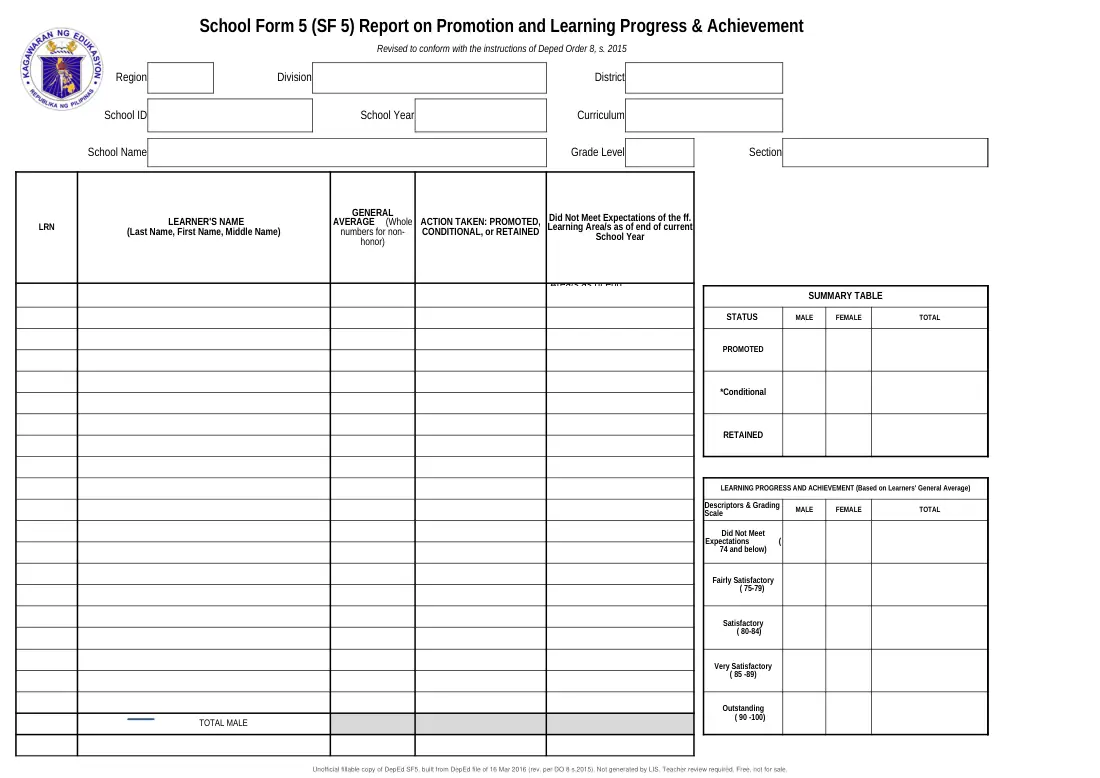 School Form 5 (SF 5) Report on Promotion and Learning Progress & Achievement
Revised to conform with the instructions of Deped Order 8, s. 2015
KAGAWARAN NG EDUKASYON
REPUBLIKA NG PILIPINAS
Region
Division
District
School ID
School Year
Curriculum
School Name
Grade Level
Section
LRN
LEARNER'S NAME
(Last Name, First Name, Middle Name)
GENERAL
AVERAGE (Whole
numbers for non-
honor)
ACTION TAKEN: PROMOTED,
CONDITIONAL, or RETAINED
Did Not Meet Expectations of the ff.
Learning Area/s as of end of current
School Year
SUMMARY TABLE
STATUS
MALE
FEMALE
TOTAL
PROMOTED
*Conditional
RETAINED
LEARNING PROGRESS AND ACHIEVEMENT (Based on Learners' General Average)
Descriptors & Grading
Scale
MALE
FEMALE
TOTAL
Did Not Meet
Expectations (
74 and below)
Fairly Satisfactory
( 75-79)
Satisfactory
( 80-84)
Very Satisfactory
( 85 -89)
Outstanding
( 90 -100)
TOTAL MALE
Unofficial fillable copy of DepEd SF5, built from DepEd file of 16 Mar 2016 (rev. per DO 8 s.2015). Not generated by LIS. Teacher review required. Free, not for sale.